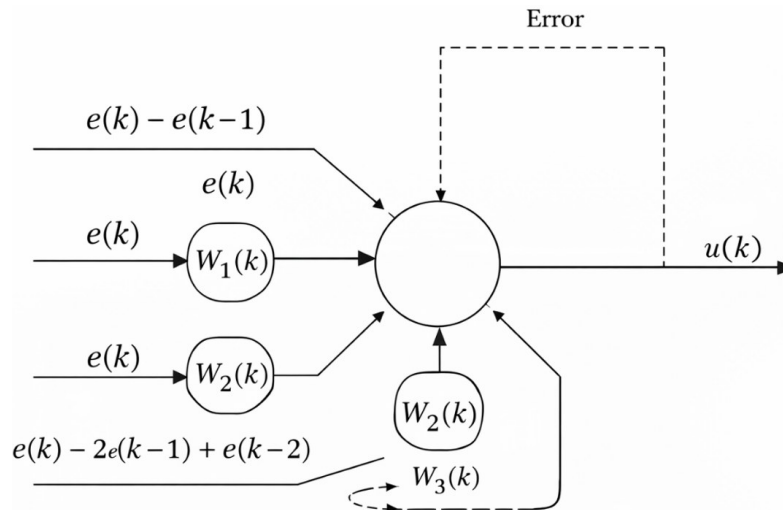 Error
e(k) − e(k−1)
e(k)
e(k)
W₁(k)
u(k)
e(k)
W₂(k)
W₂(k)
e(k) − 2e(k−1) + e(k−2)
W₃(k)